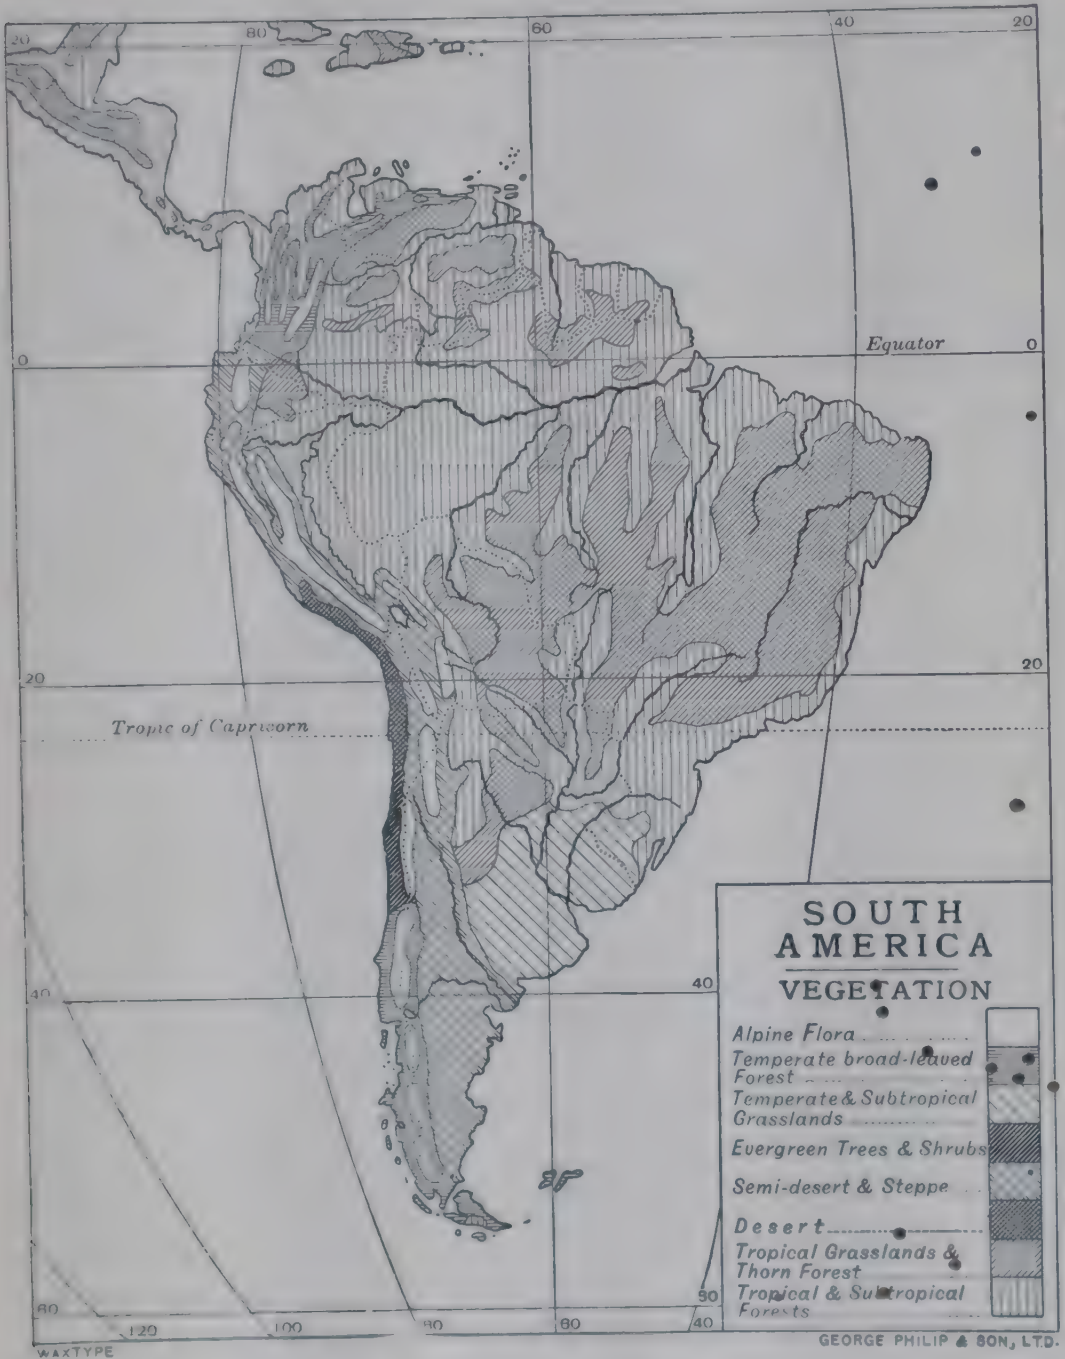 80
60
40
20
20
Equator
0
0
20
20
Tropic of Capricorn
SOUTH
AMERICA
VEGETATION
40
40
Alpine Flora
Temperate broad-leaved
Forest
Temperate & Subtropical
Grasslands
Evergreen Trees & Shrubs
Semi-desert & Steppe
Desert
Tropical Grasslands &
Thorn Forest
Tropical & Subtropical
Forests
60
120
100
80
60
40
WAXTYPE
GEORGE PHILIP & SON, LTD.